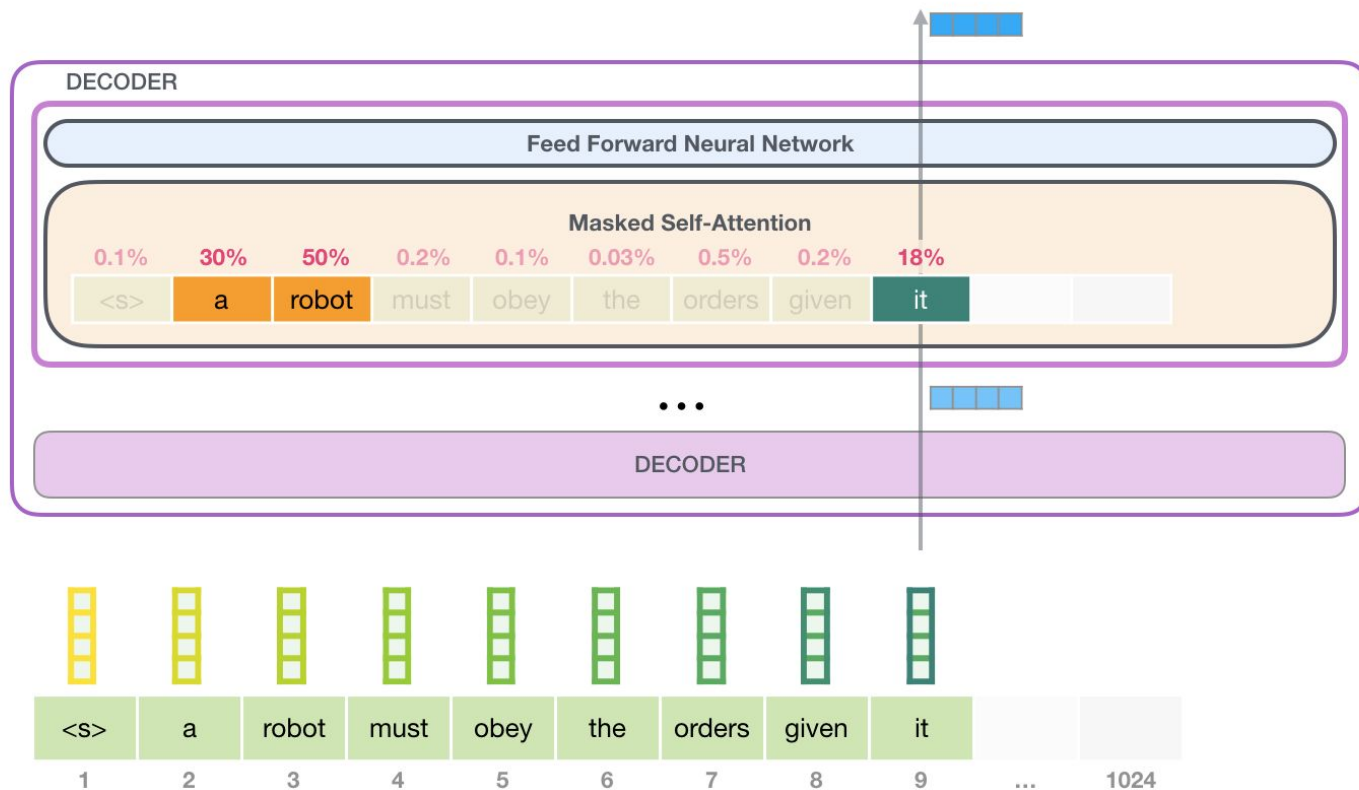 DECODER
Feed Forward Neural Network
Masked Self-Attention
0.1% 30% 50% 0.2% 0.1% 0.03% 0.5% 0.2% 18%
<s> a robot must obey the orders given it
...
DECODER
<s> a robot must obey the orders given it
1 2 3 4 5 6 7 8 9 ... 1024